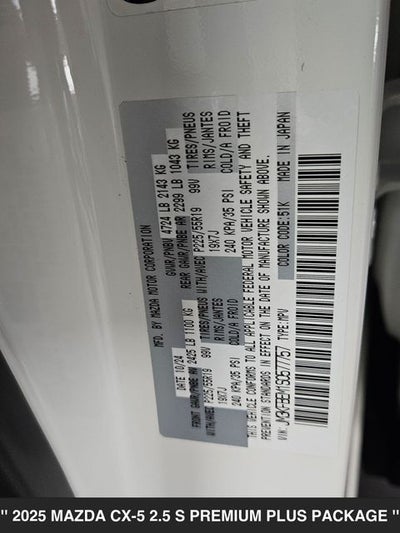 MFD. BY MAZDA MOTOR CORPORATION
DATE 10/24 GVWR/PNBV 4724 LB 2143 KG
FRONT GAWR/PNBE AV 2425 LB 1100 KG REAR GAWR/PNBE AR 2299 LB 1043 KG
WITH/AVEC P225/55R19 99V TIRES/PNEUS WITH/AVEC P225/55R19 99V TIRES/PNEUS
19X7J RIMS/JANTES 19X7J RIMS/JANTES
240 KPA/35 PSI COLD/A FROID 240 KPA/35 PSI COLD/A FROID
THIS VEHICLE CONFORMS TO ALL APPLICABLE FEDERAL MOTOR VEHICLE SAFETY AND THEFT
PREVENTION STANDARDS IN EFFECT ON THE DATE OF MANUFACTURE SHOWN ABOVE.
VIN: TYPE: MPV COLOR CODE: 51K MADE IN JAPAN
" 2025 MAZDA CX-5 2.5 S PREMIUM PLUS PACKAGE "